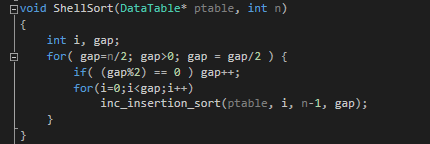 void ShellSort(DataTable* ptable, int n)
{
    int i, gap;
    for( gap=n/2; gap>0; gap = gap/2 ) {
        if( (gap%2) == 0 ) gap++;
        for(i=0;i<gap;i++)
            inc_insertion_sort(ptable, i, n-1, gap);
    }
}